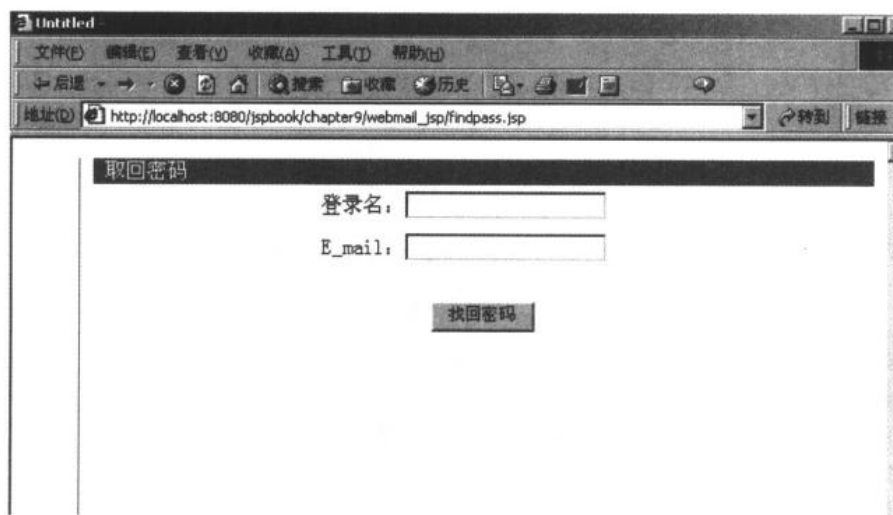 Untitled -
文件(F) 编辑(E) 查看(V) 收藏(A) 工具(T) 帮助(H)
后退 搜索 收藏 历史
地址(D) http://localhost:8080/jspbook/chapter9/webmail_jsp/findpass.jsp 转到 链接
取回密码
登录名:
E_mail:
找回密码